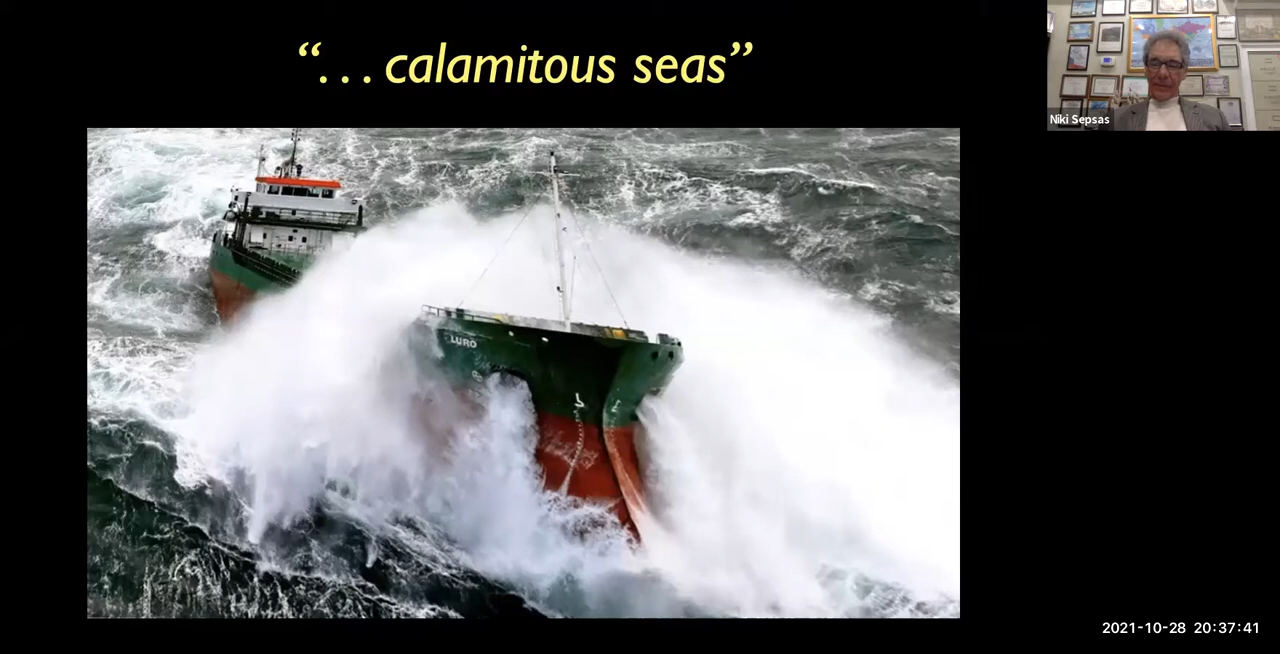 “... calamitous seas”
Niki Sepsas
LURO
2021-10-28 20:37:41